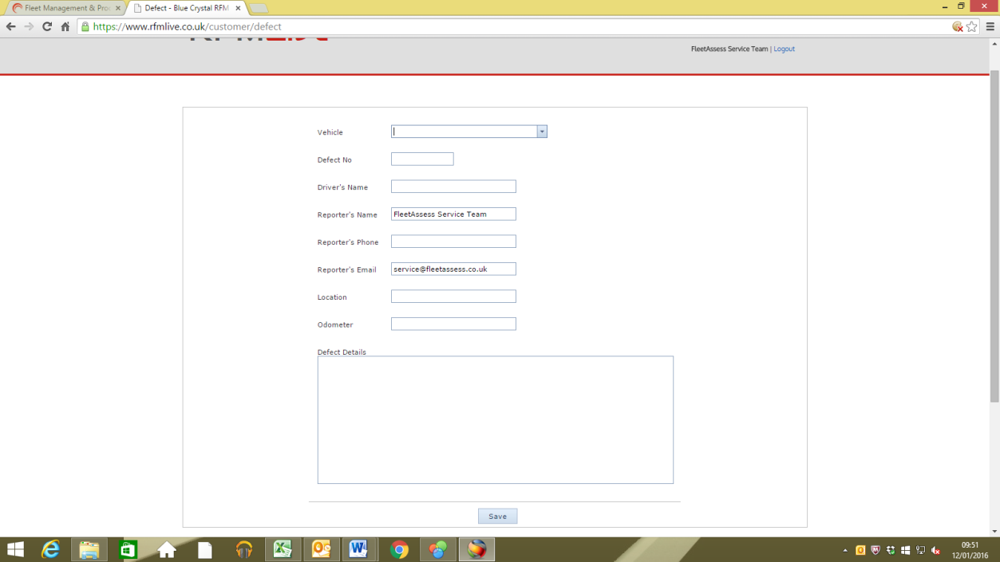 Fleet Management & Pro
Defect - Blue Crystal RFM
https://www.rfmlive.co.uk/customer/defect
FleetAssess Service Team | Logout
Vehicle
Defect No
Driver's Name
Reporter's Name
FleetAssess Service Team
Reporter's Phone
Reporter's Email
service@fleetassess.co.uk
Location
Odometer
Defect Details
Save
09:51
12/01/2016